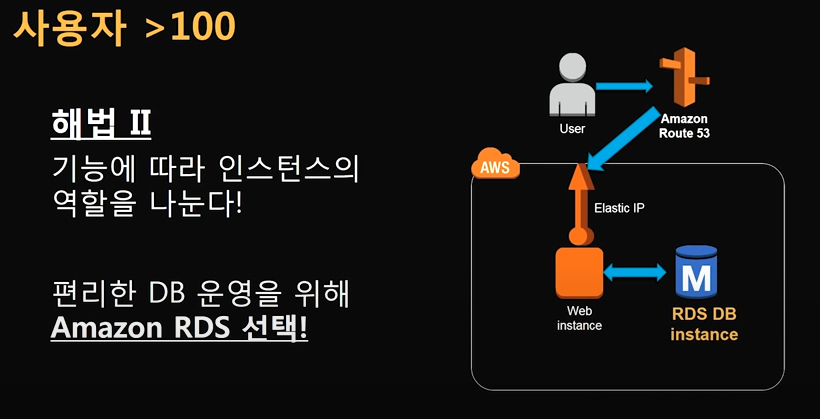 사용자 >100
해법 II
기능에 따라 인스턴스의
역할을 나눈다!
편리한 DB 운영을 위해
Amazon RDS 선택!
User
Amazon
Route 53
AWS
Elastic IP
Web
instance
M
RDS DB
instance